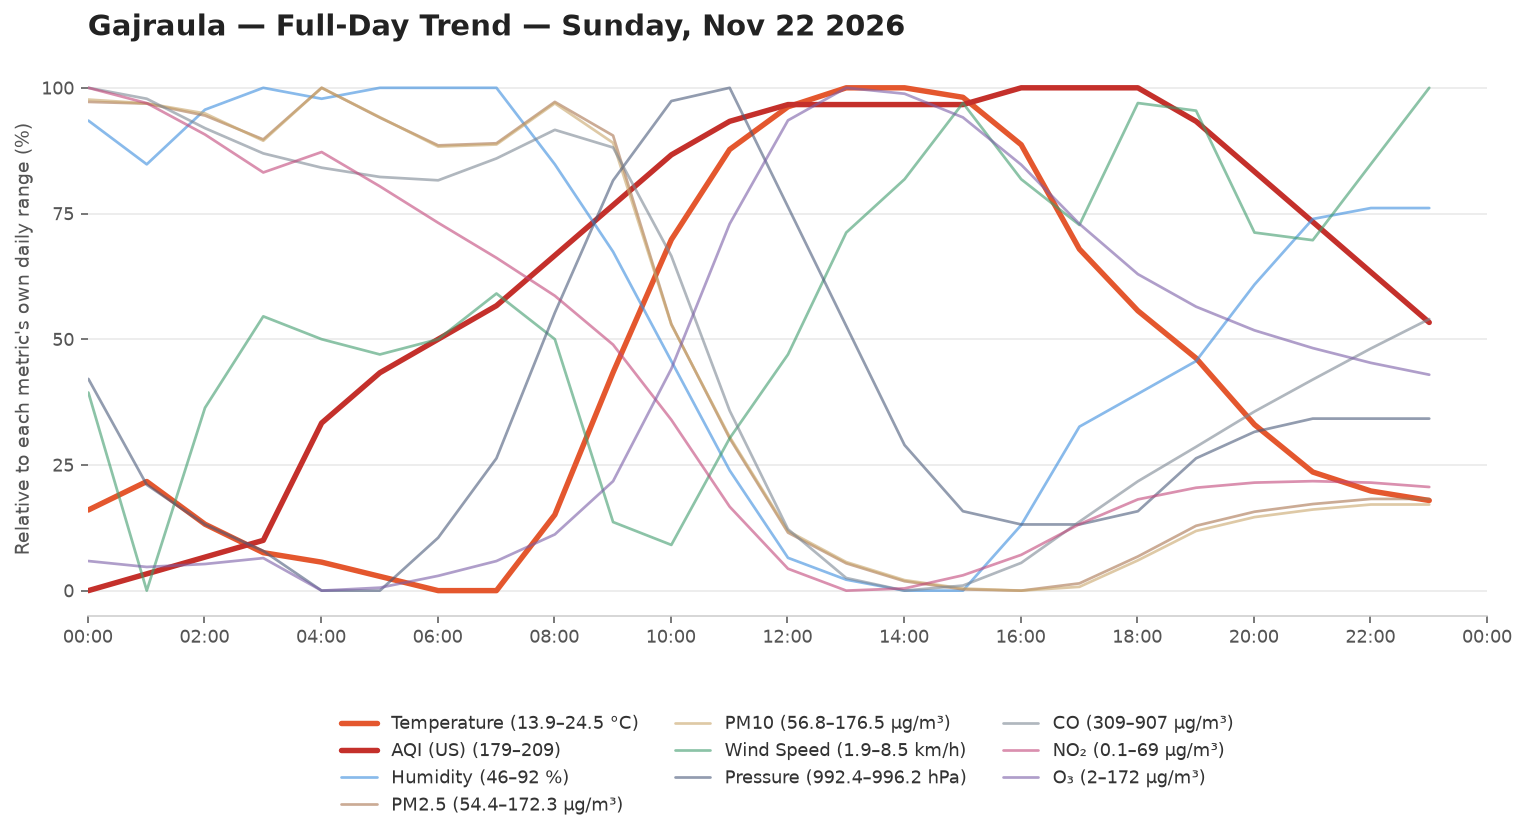 Gajraula — Full-Day Trend — Sunday, Nov 22 2026
Relative to each metric's own daily range (%)
100
75
50
25
0
00:00 02:00 04:00 06:00 08:00 10:00 12:00 14:00 16:00 18:00 20:00 22:00 00:00
Temperature (13.9–24.5 °C)
AQI (US) (179–209)
Humidity (46–92 %)
PM2.5 (54.4–172.3 µg/m³)
PM10 (56.8–176.5 µg/m³)
Wind Speed (1.9–8.5 km/h)
Pressure (992.4–996.2 hPa)
CO (309–907 µg/m³)
NO₂ (0.1–69 µg/m³)
O₃ (2–172 µg/m³)